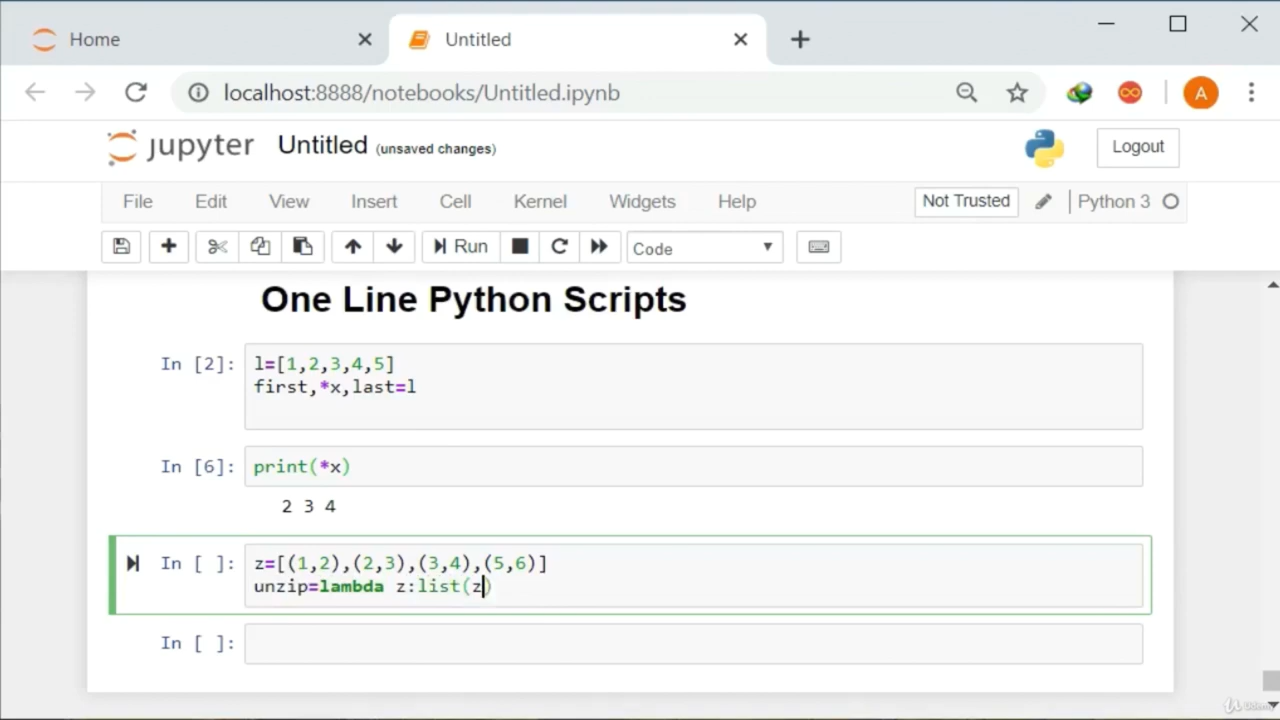 Home
Untitled
localhost:8888/notebooks/Untitled.ipynb
A
jupyter Untitled (unsaved changes)
Logout
File Edit View Insert Cell Kernel Widgets Help Not Trusted Python 3
Run Code
One Line Python Scripts
In [2]: l=[1,2,3,4,5]
first,*x,last=l
In [6]: print(*x)
2 3 4
In [ ]: z=[(1,2),(2,3),(3,4),(5,6)]
unzip=lambda z:list(z)
In [ ]:
Udemy